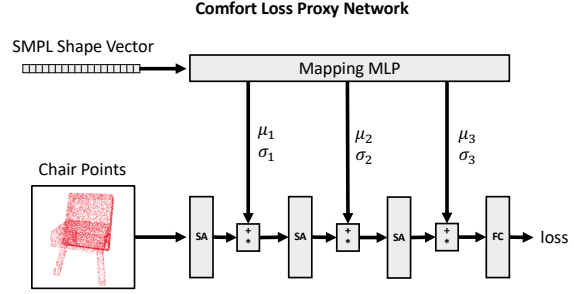 Comfort Loss Proxy Network
SMPL Shape Vector
Mapping MLP
μ1
σ1
μ2
σ2
μ3
σ3
Chair Points
SA
+
*
SA
+
*
SA
+
*
FC
loss